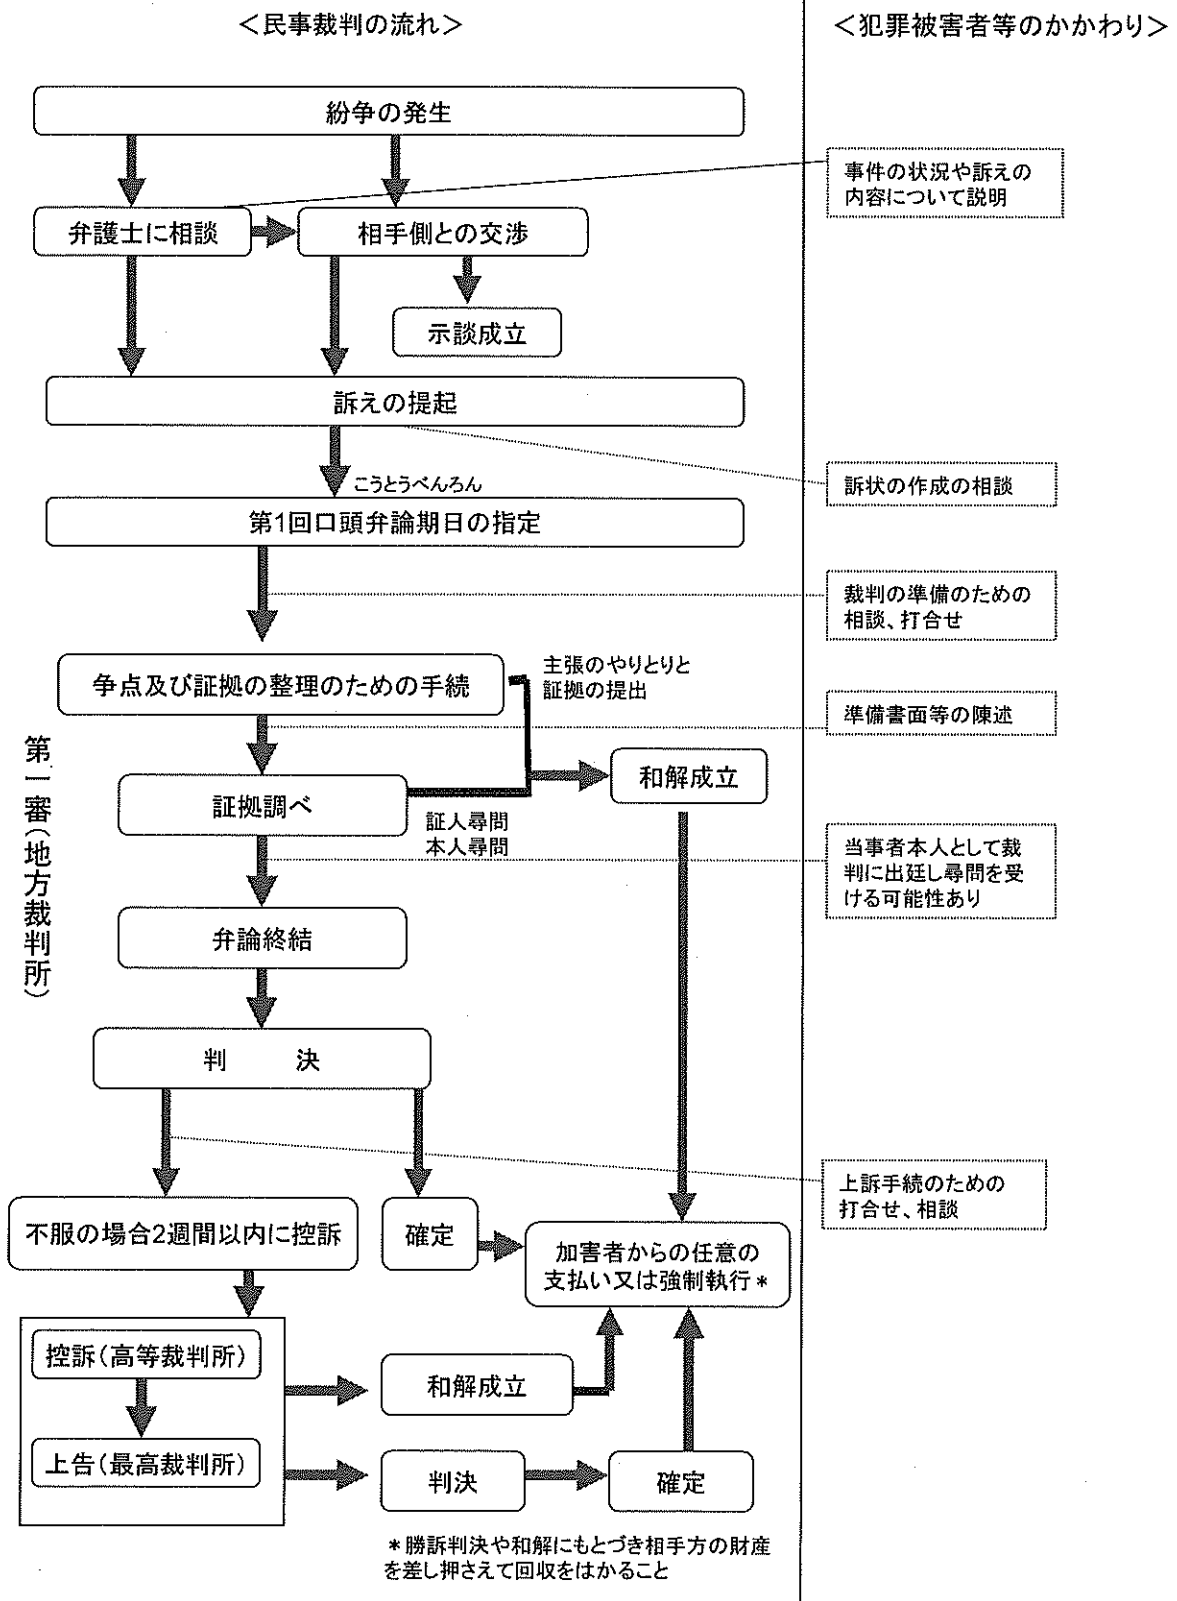 ＜民事裁判の流れ＞
＜犯罪被害者等のかかわり＞
紛争の発生
事件の状況や訴えの
内容について説明
弁護士に相談
相手側との交渉
示談成立
訴えの提起
訴状の作成の相談
こうとうべんろん
第1回口頭弁論期日の指定
裁判の準備のための
相談、打合せ
争点及び証拠の整理のための手続
主張のやりとりと
証拠の提出
準備書面等の陳述
第一審(地方裁判所)
証拠調べ
和解成立
証人尋問
本人尋問
当事者本人として裁
判に出廷し尋問を受
ける可能性あり
弁論終結
判　　決
上訴手続のための
打合せ、相談
不服の場合2週間以内に控訴
確定
加害者からの任意の
支払い又は強制執行＊
控訴(高等裁判所)
和解成立
上告(最高裁判所)
判決
確定
＊勝訴判決や和解にもとづき相手方の財産
を差し押さえて回収をはかること